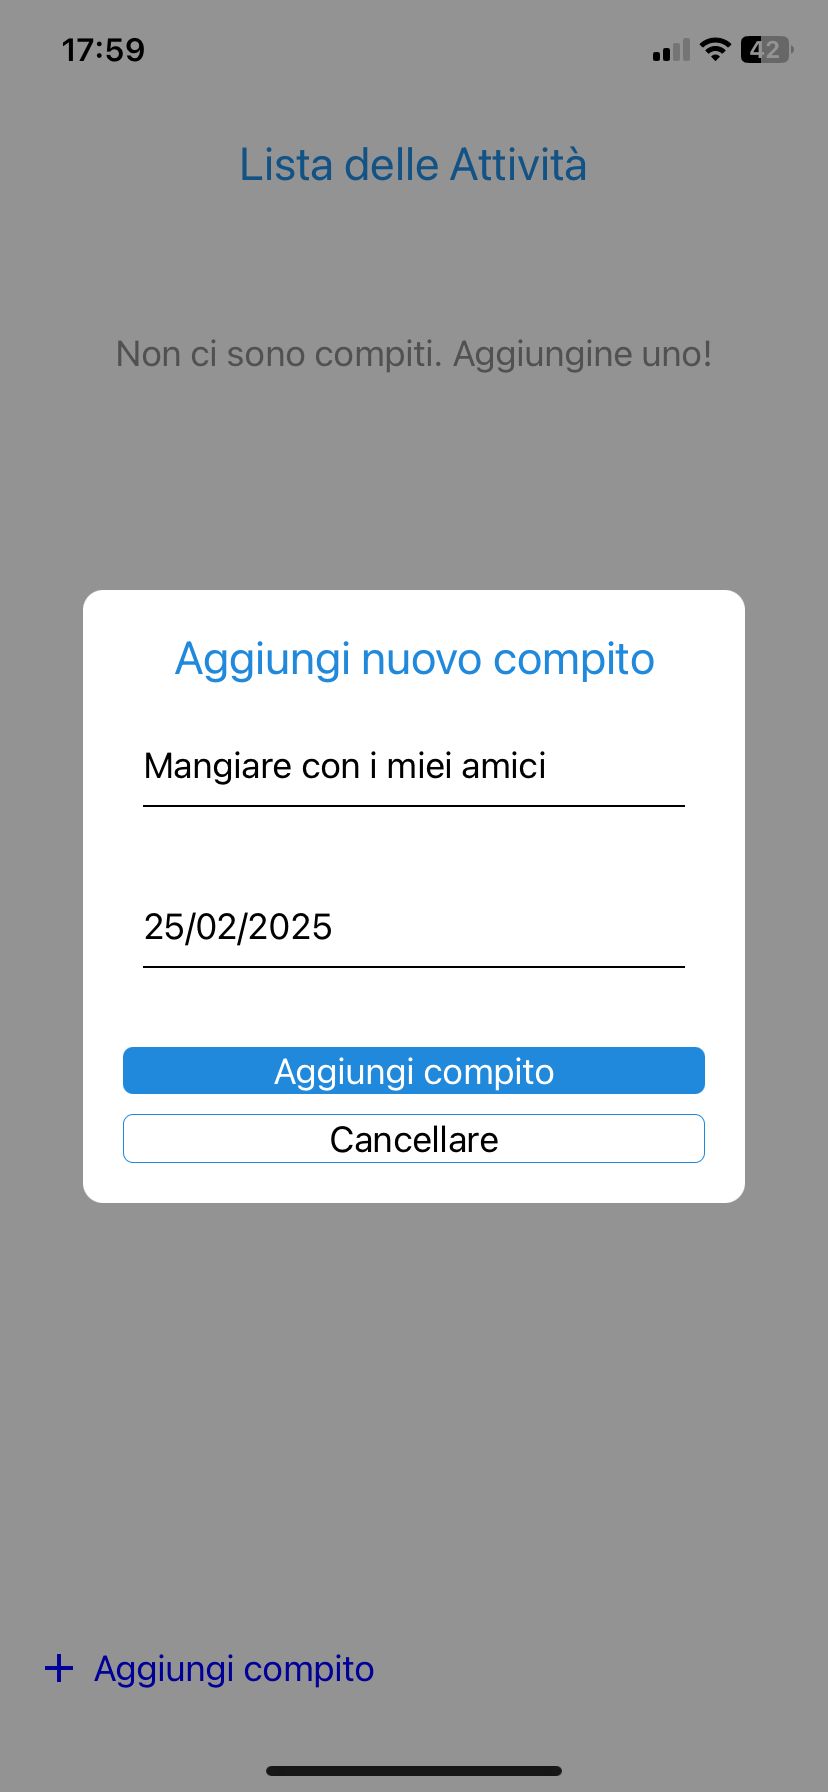 17:59
42
Lista delle Attività
Non ci sono compiti. Aggiungine uno!
Aggiungi nuovo compito
Mangiare con i miei amici
25/02/2025
Aggiungi compito
Cancellare
+ Aggiungi compito